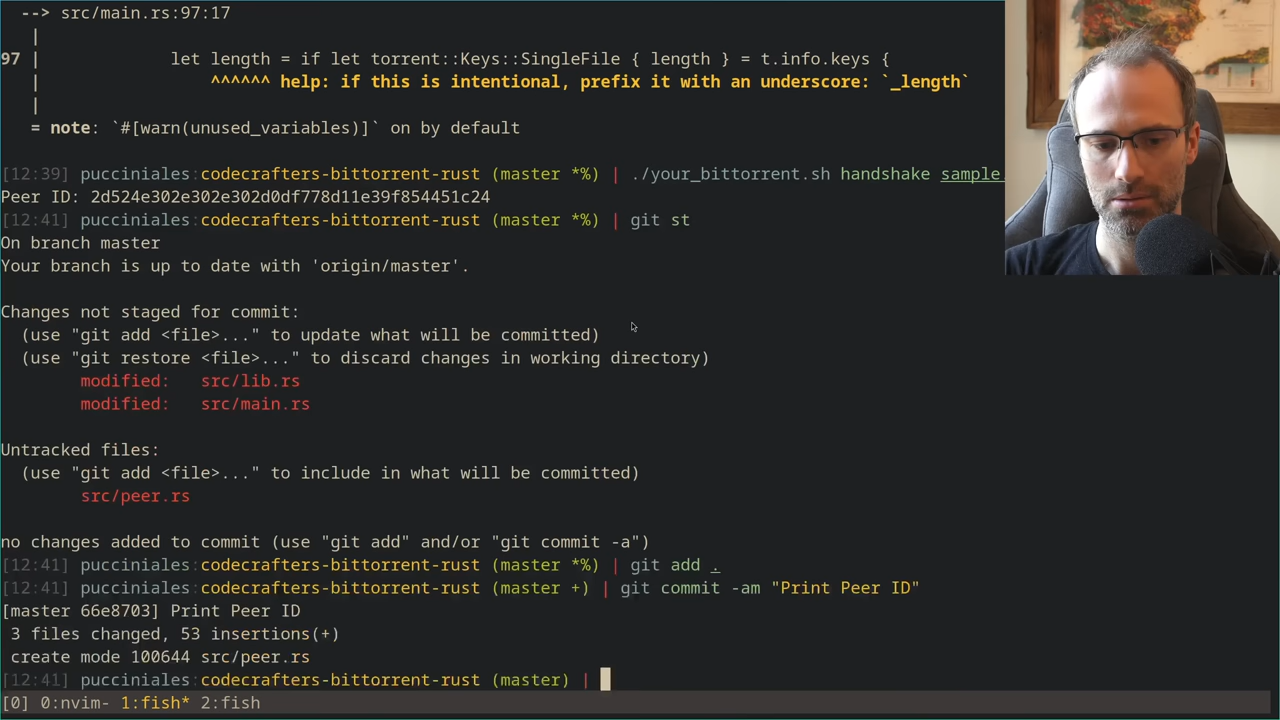 --> src/main.rs:97:17
|
97 | let length = if let torrent::Keys::SingleFile { length } = t.info.keys {
| ^^^^^^ help: if this is intentional, prefix it with an underscore: `_length`
|
= note: `#[warn(unused_variables)]` on by default
[12:39] pucciniales:codecrafters-bittorrent-rust (master *%) | ./your_bittorrent.sh handshake sample.
Peer ID: 2d524e302e302e302d0df778d11e39f854451c24
[12:41] pucciniales:codecrafters-bittorrent-rust (master *%) | git st
On branch master
Your branch is up to date with 'origin/master'.
Changes not staged for commit:
(use "git add <file>..." to update what will be committed)
(use "git restore <file>..." to discard changes in working directory)
modified: src/lib.rs
modified: src/main.rs
Untracked files:
(use "git add <file>..." to include in what will be committed)
src/peer.rs
no changes added to commit (use "git add" and/or "git commit -a")
[12:41] pucciniales:codecrafters-bittorrent-rust (master *%) | git add .
[12:41] pucciniales:codecrafters-bittorrent-rust (master +) | git commit -am "Print Peer ID"
[master 66e8703] Print Peer ID
3 files changed, 53 insertions(+)
create mode 100644 src/peer.rs
[12:41] pucciniales:codecrafters-bittorrent-rust (master) |
[0] 0:nvim- 1:fish* 2:fish